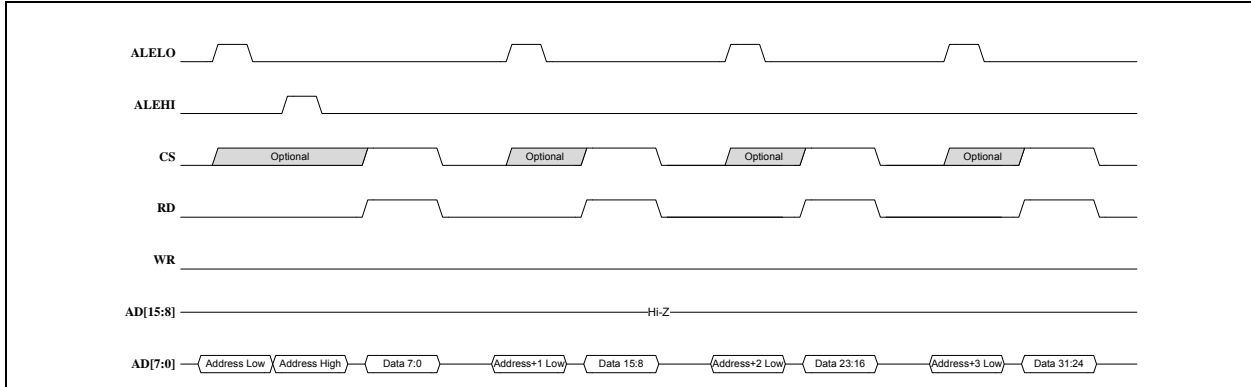 ALELO
ALEHI
CS Optional Optional Optional Optional
RD
WR
AD[15:8] Hi-Z
AD[7:0] Address Low Address High Data 7:0 Address+1 Low Data 15:8 Address+2 Low Data 23:16 Address+3 Low Data 31:24